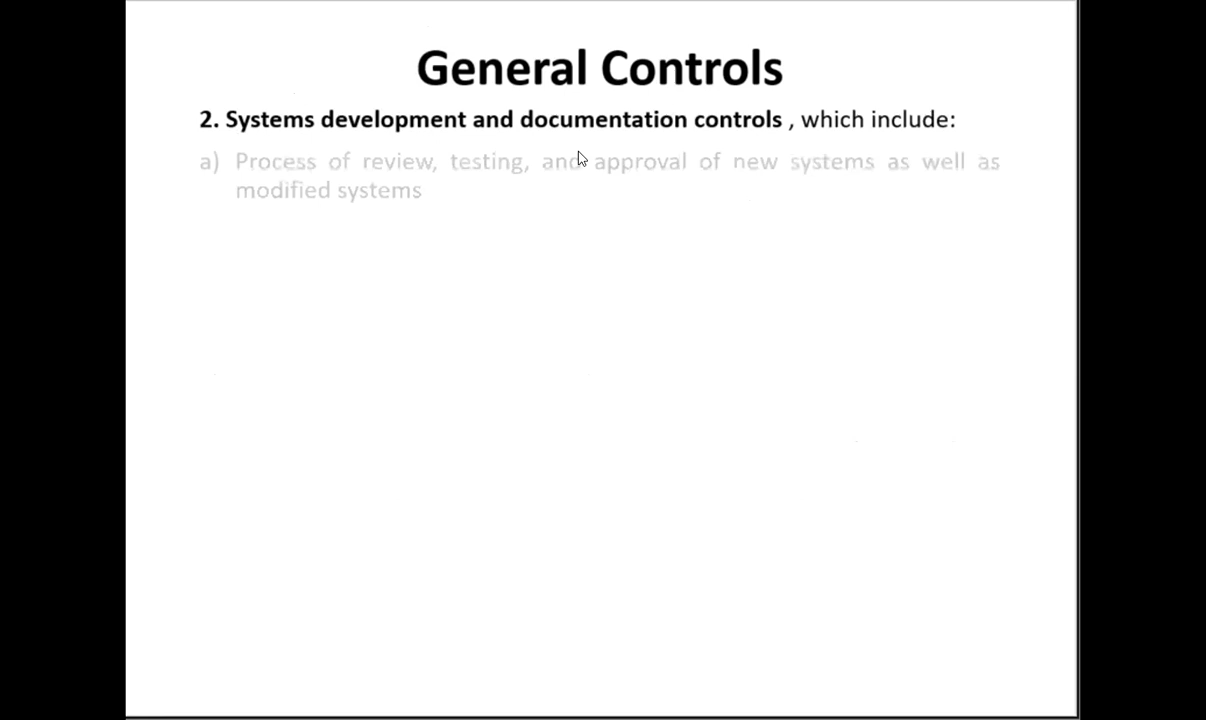 General Controls
2. Systems development and documentation controls , which include:
a) Process of review, testing, and approval of new systems as well as
modified systems